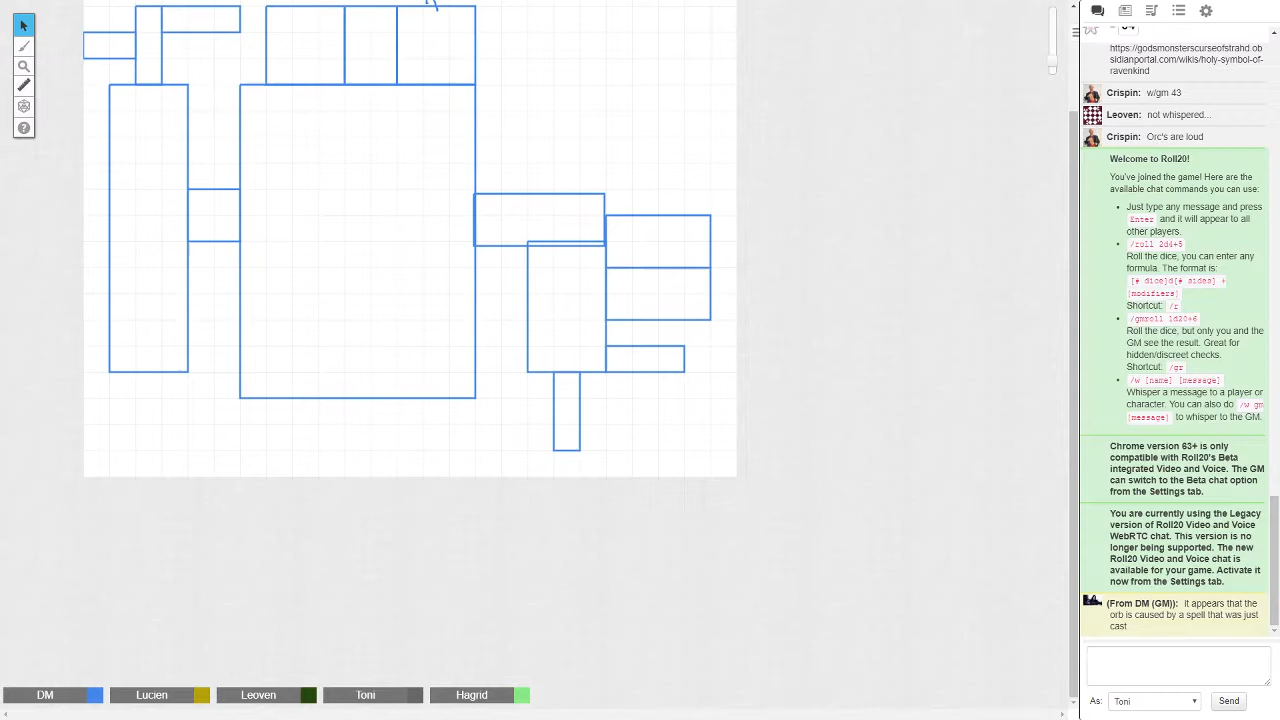 https://godsmonsterscurseofstrahd.ob
sidianportal.com/wikis/holy-symbol-of-
ravenkind
Crispin: w/gm 43
Leoven: not whispered...
Crispin: Orc's are loud
Welcome to Roll20!
You've joined the game! Here are the
available chat commands you can use:
• Just type any message and press
Enter and it will appear to all
other players.
• /roll 2d4+5
Roll the dice, you can enter any
formula. The format is:
[# dice]d[# sides] +
[modifiers]
Shortcut: /r
• /gmroll 1d20+6
Roll the dice, but only you and the
GM see the result. Great for
hidden/discreet checks.
Shortcut: /gr
• /w [name] [message]
Whisper a message to a player or
character. You can also do /w gm
[message] to whisper to the GM.
Chrome version 63+ is only
compatible with Roll20's Beta
integrated Video and Voice. The GM
can switch to the Beta chat option
from the Settings tab.
You are currently using the Legacy
version of Roll20 Video and Voice
WebRTC chat. This version is no
longer being supported. The new
Roll20 Video and Voice chat is
available for your game. Activate it
now from the Settings tab.
(From DM (GM)): it appears that the
orb is caused by a spell that was just
cast
As: Toni Send
DM Lucien Leoven Toni Hagrid